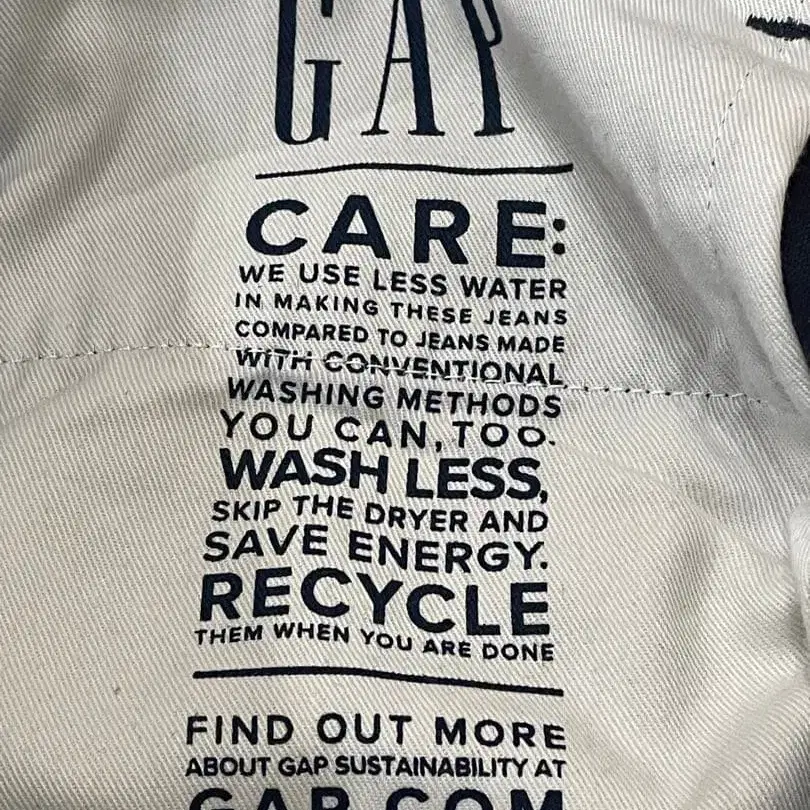 GAP
CARE:
WE USE LESS WATER
IN MAKING THESE JEANS
COMPARED TO JEANS MADE
WITH CONVENTIONAL
WASHING METHODS
YOU CAN, TOO.
WASH LESS,
SKIP THE DRYER AND
SAVE ENERGY.
RECYCLE
THEM WHEN YOU ARE DONE
FIND OUT MORE
ABOUT GAP SUSTAINABILITY AT
GAP.COM